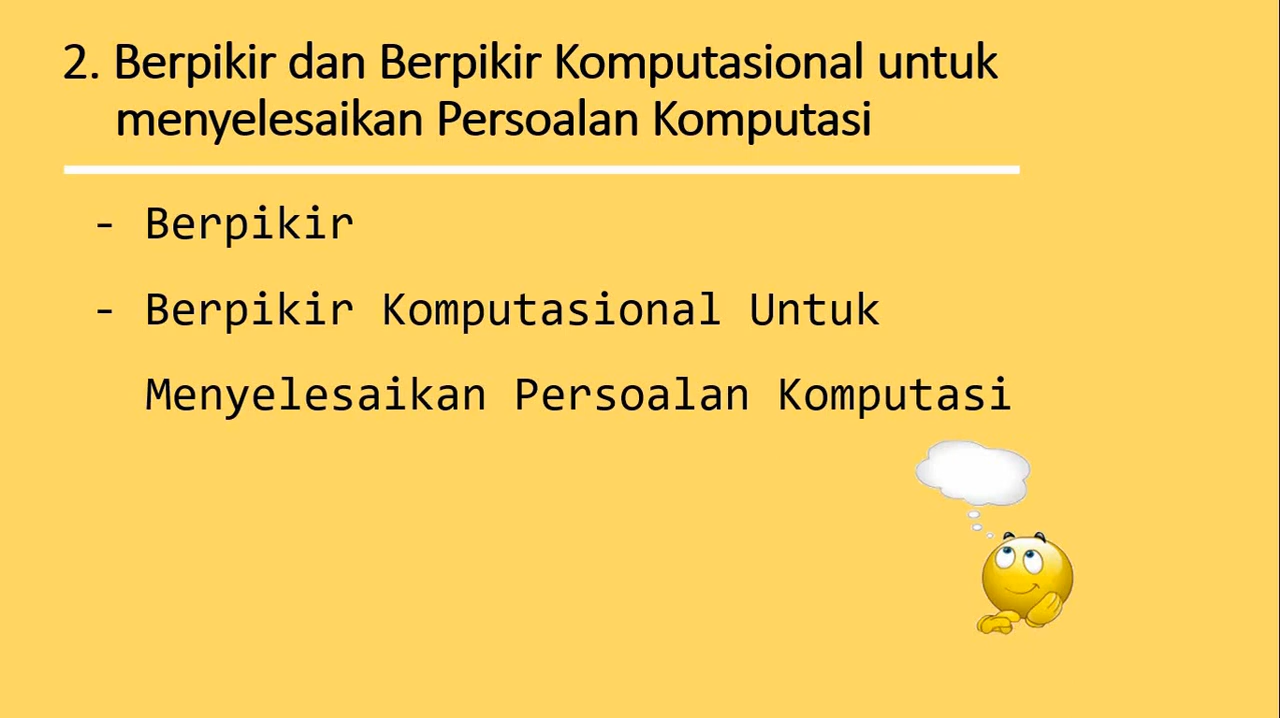 2. Berpikir dan Berpikir Komputasional untuk
menyelesaikan Persoalan Komputasi
- Berpikir
- Berpikir Komputasional Untuk
Menyelesaikan Persoalan Komputasi